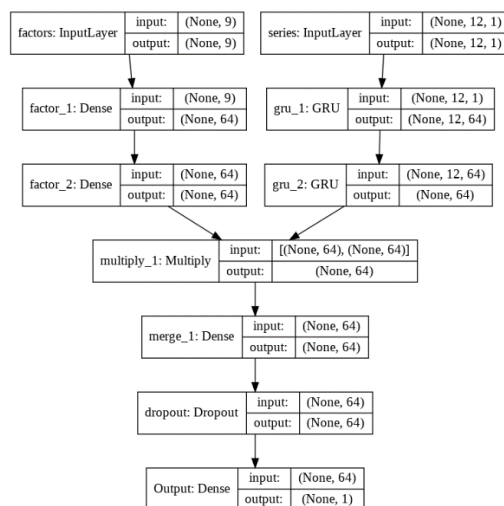 factors: InputLayer input: (None, 9)
output: (None, 9)
series: InputLayer input: (None, 12, 1)
output: (None, 12, 1)
factor_1: Dense input: (None, 9)
output: (None, 64)
gru_1: GRU input: (None, 12, 1)
output: (None, 12, 64)
factor_2: Dense input: (None, 64)
output: (None, 64)
gru_2: GRU input: (None, 12, 64)
output: (None, 64)
multiply_1: Multiply input: [(None, 64), (None, 64)]
output: (None, 64)
merge_1: Dense input: (None, 64)
output: (None, 64)
dropout: Dropout input: (None, 64)
output: (None, 64)
Output: Dense input: (None, 64)
output: (None, 1)